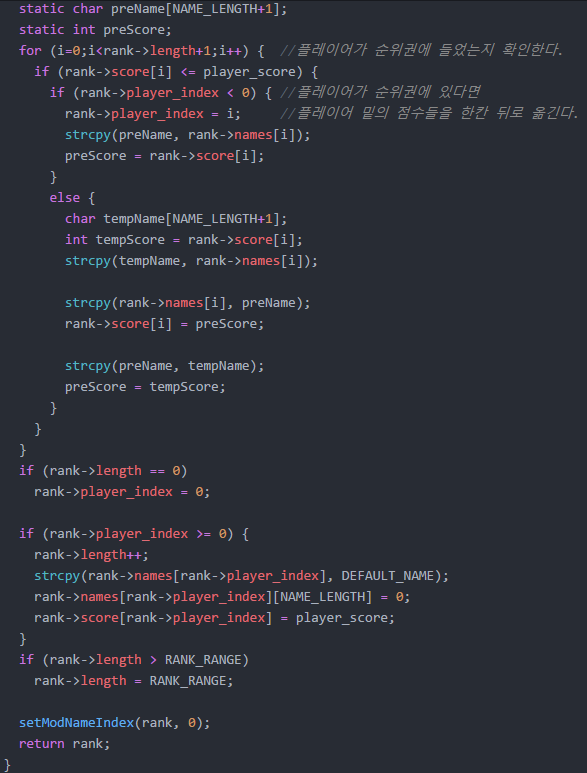 static char preName[NAME_LENGTH+1];
static int preScore;
for (i=0;i<rank->length+1;i++) {  //플레이어가 순위권에 들었는지 확인한다.
  if (rank->score[i] <= player_score) {
    if (rank->player_index < 0) { //플레이어가 순위권에 있다면
      rank->player_index = i;     //플레이어 밑의 점수들을 한칸 뒤로 옮긴다.
      strcpy(preName, rank->names[i]);
      preScore = rank->score[i];
    }
    else {
      char tempName[NAME_LENGTH+1];
      int tempScore = rank->score[i];
      strcpy(tempName, rank->names[i]);

      strcpy(rank->names[i], preName);
      rank->score[i] = preScore;

      strcpy(preName, tempName);
      preScore = tempScore;
    }
  }
}
if (rank->length == 0)
  rank->player_index = 0;

if (rank->player_index >= 0) {
  rank->length++;
  strcpy(rank->names[rank->player_index], DEFAULT_NAME);
  rank->names[rank->player_index][NAME_LENGTH] = 0;
  rank->score[rank->player_index] = player_score;
}
if (rank->length > RANK_RANGE)
  rank->length = RANK_RANGE;

setModNameIndex(rank, 0);
return rank;
}